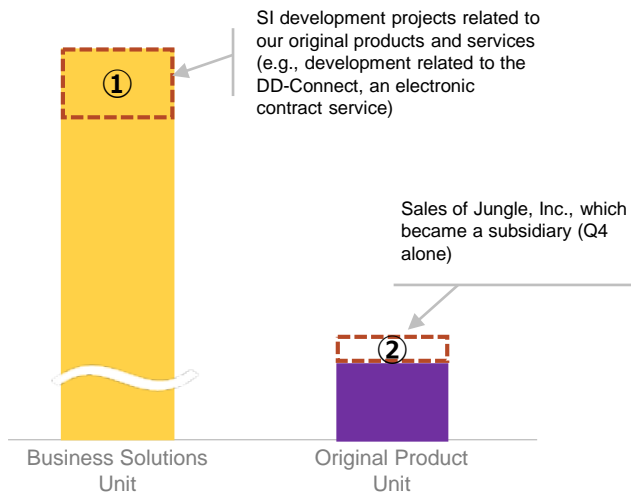 SI development projects related to
our original products and services
(e.g., development related to the
DD-Connect, an electronic
contract service)
①
Sales of Jungle, Inc., which
became a subsidiary (Q4
alone)
②
Business Solutions
Unit
Original Product
Unit